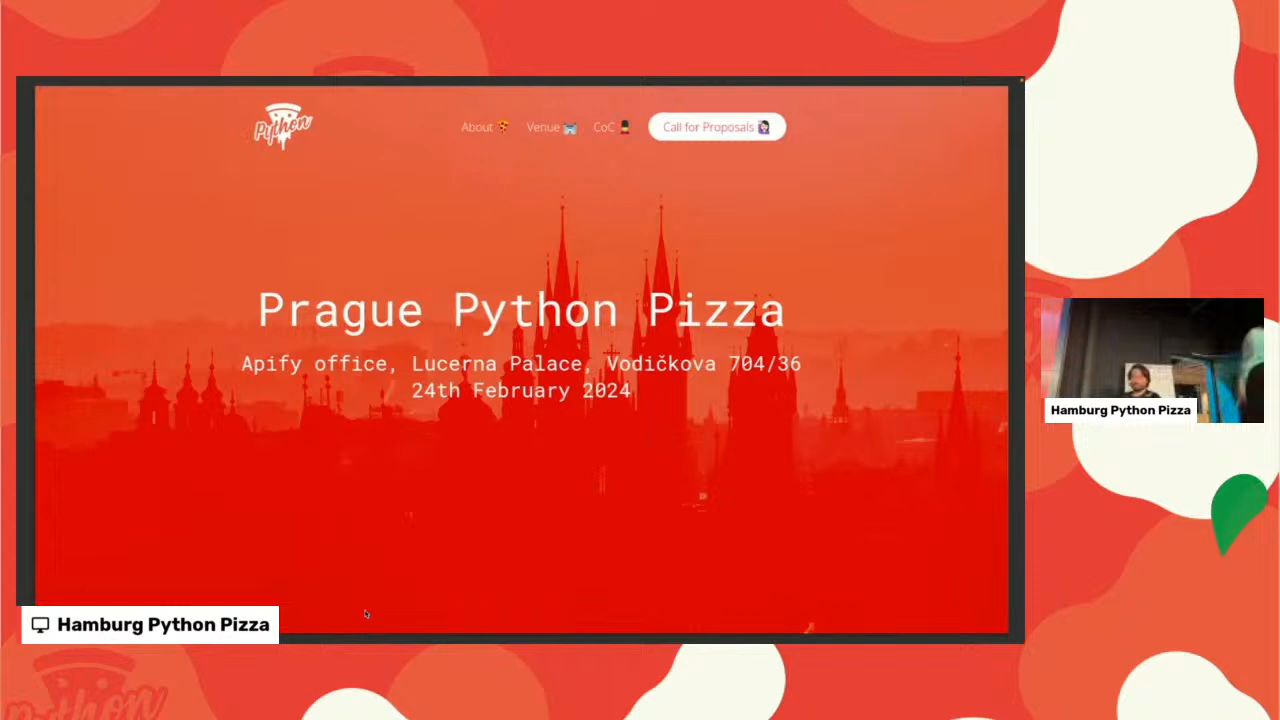 Python
About
Venue
CoC
Call for Proposals
Prague Python Pizza
Apify office, Lucerna Palace, Vodičkova 704/36
24th February 2024
Hamburg Python Pizza
Hamburg Python Pizza
Python